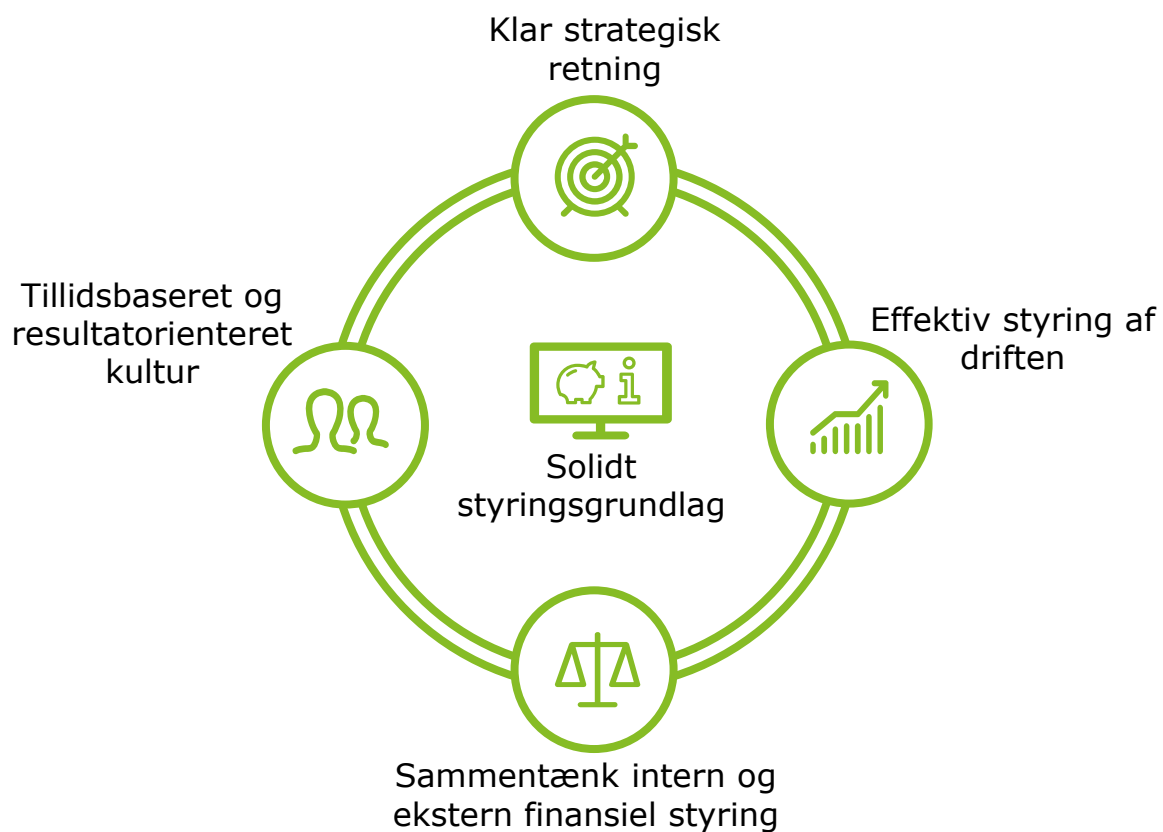 Klar strategisk
retning
Tillidsbaseret og
resultatorienteret
kultur
Effektiv styring af
driften
Solidt
styringsgrundlag
Sammentænk intern og
ekstern finansiel styring